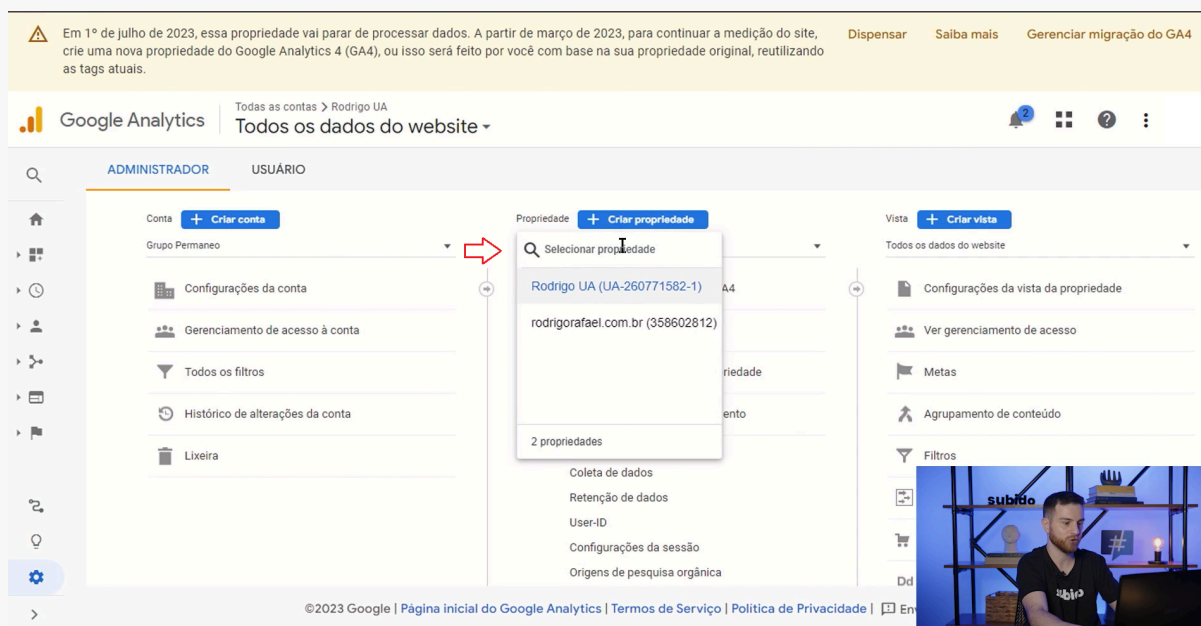 Em 1º de julho de 2023, essa propriedade vai parar de processar dados. A partir de março de 2023, para continuar a medição do site,
crie uma nova propriedade do Google Analytics 4 (GA4), ou isso será feito por você com base na sua propriedade original, reutilizando
as tags atuais.
Dispensar
Saiba mais
Gerenciar migração do GA4
Google Analytics
Todas as contas > Rodrigo UA
Todos os dados do website
2
ADMINISTRADOR
USUÁRIO
Conta
+ Criar conta
Grupo Permaneo
Configurações da conta
Gerenciamento de acesso à conta
Todos os filtros
Histórico de alterações da conta
Lixeira
Propriedade
+ Criar propriedade
Selecionar propriedade
Rodrigo UA (UA-260771582-1)
A4
rodrigorafael.com.br (358602812)
riedade
ento
2 propriedades
Coleta de dados
Retenção de dados
User-ID
Configurações da sessão
Origens de pesquisa orgânica
Vista
+ Criar vista
Todos os dados do website
Configurações da vista da propriedade
Ver gerenciamento de acesso
Metas
Agrupamento de conteúdo
Filtros
Dd
subido
#
subido
©2023 Google | Página inicial do Google Analytics | Termos de Serviço | Política de Privacidade | En